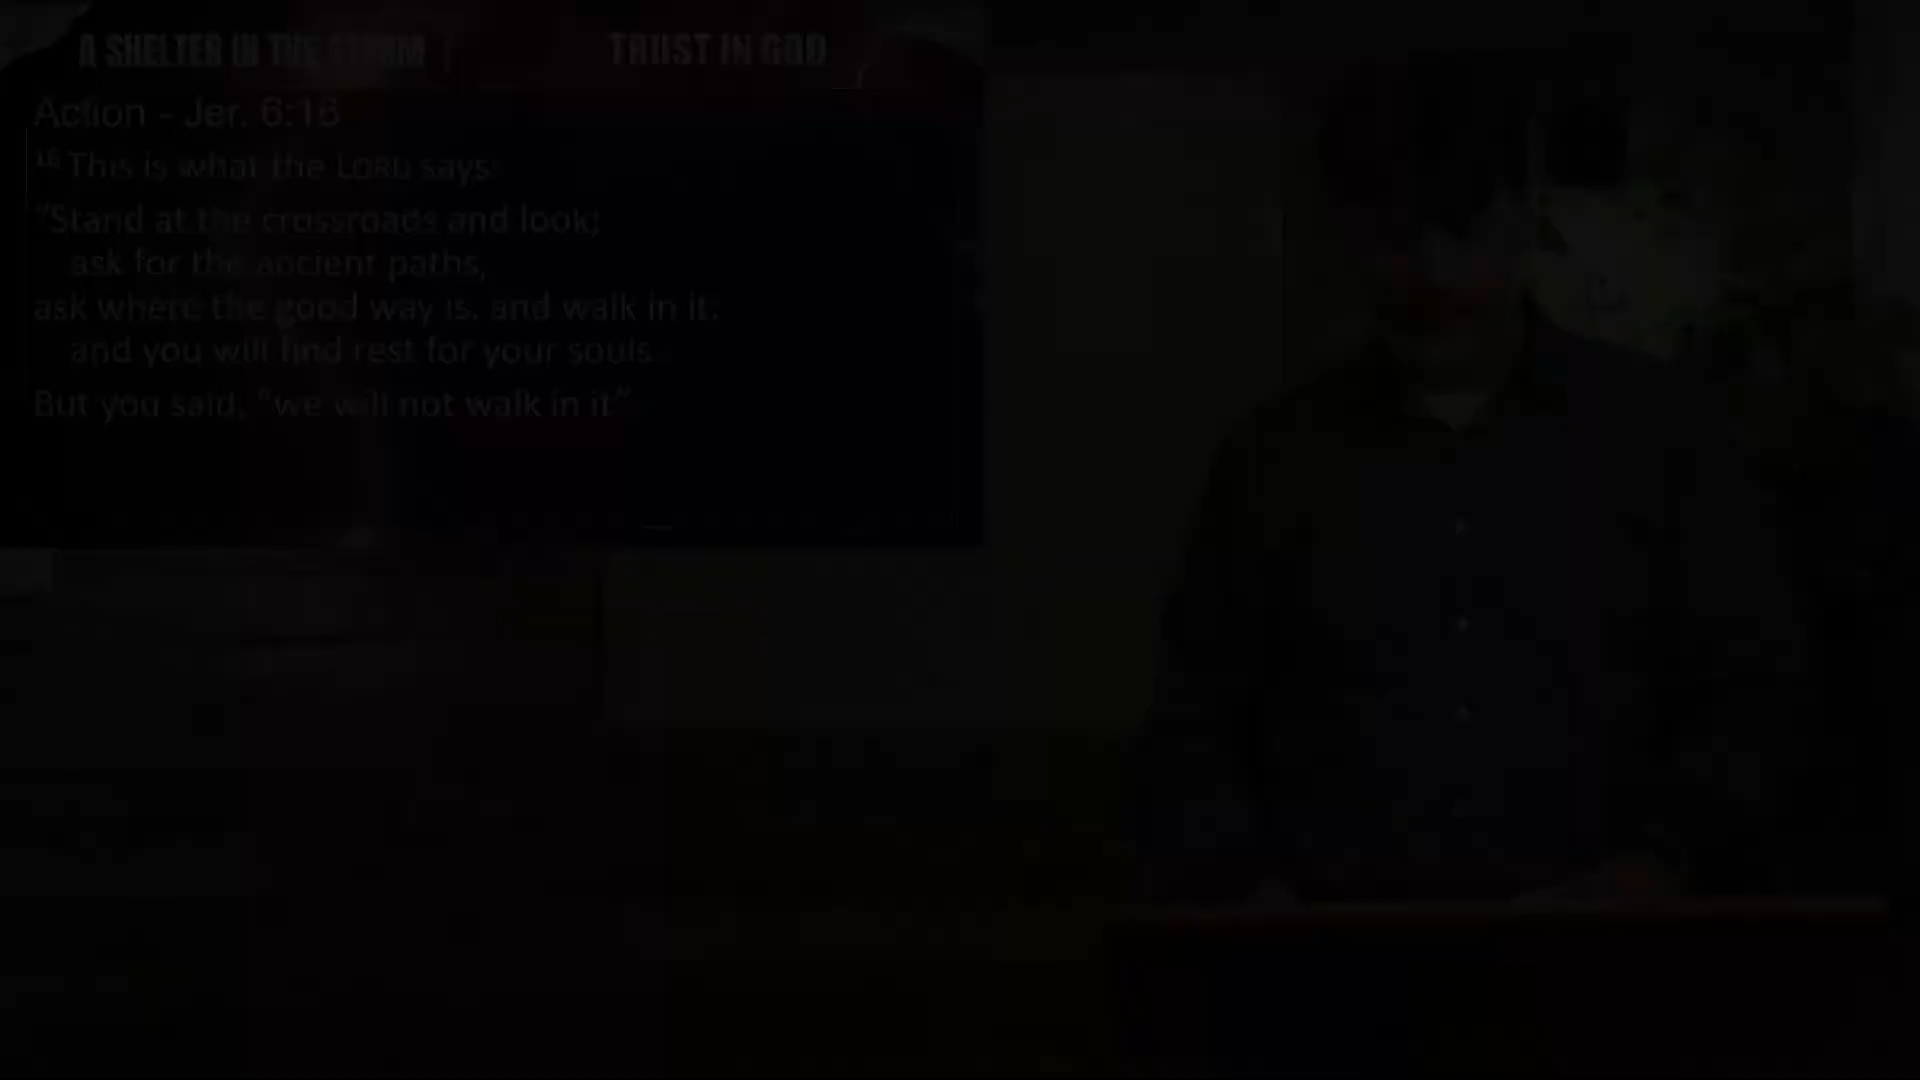 A SHELTER IN THE STORM
TRUST IN GOD
Action - Jer. 6:16
16 This is what the LORD says:
"Stand at the crossroads and look;
ask for the ancient paths,
ask where the good way is, and walk in it,
and you will find rest for your souls.
But you said, "we will not walk in it"